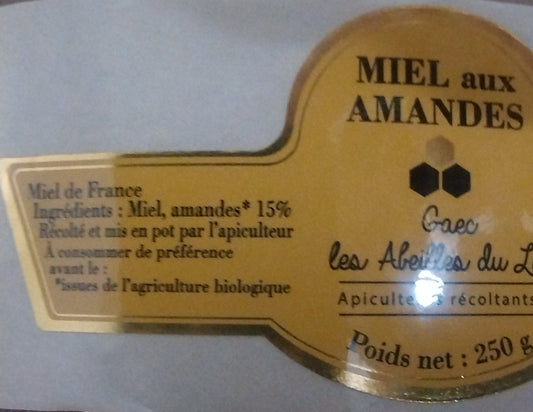 Miel de France
Ingrédients : Miel, amandes* 15%
Récolté et mis en pot par l'apiculteur
À consommer de préférence
avant le :
*issues de l'agriculture biologique
MIEL aux
AMANDES
Gaec
les Abeilles du
récoltants
Poids net : 250 g